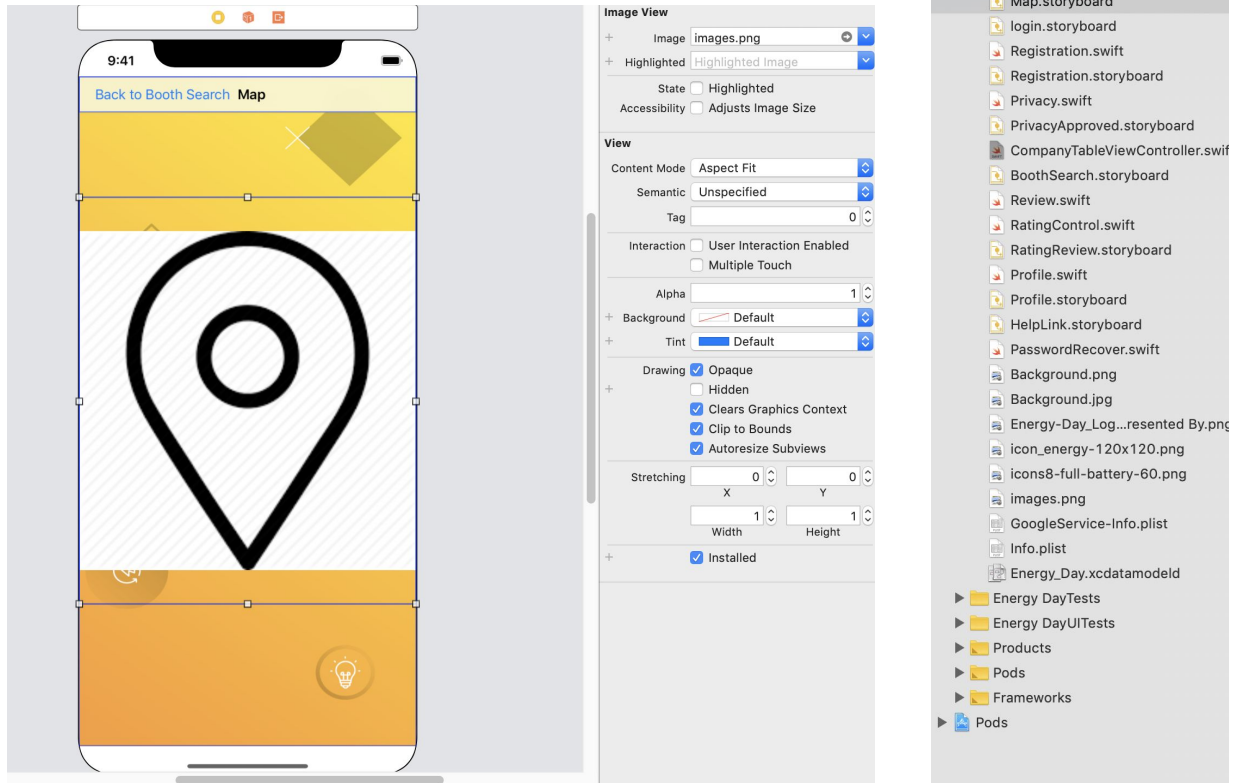 9:41
Back to Booth Search Map
Image View
Image images.png
Highlighted Highlighted Image
State Highlighted
Accessibility Adjusts Image Size
View
Content Mode Aspect Fit
Semantic Unspecified
Tag 0
Interaction User Interaction Enabled
Multiple Touch
Alpha 1
Background Default
Tint Default
Drawing Opaque
Hidden
Clears Graphics Context
Clip to Bounds
Autoresize Subviews
Stretching 0 0
X Y
1 1
Width Height
Installed
Map.storyboard
login.storyboard
Registration.swift
Registration.storyboard
Privacy.swift
PrivacyApproved.storyboard
CompanyTableViewController.swif
BoothSearch.storyboard
Review.swift
RatingControl.swift
RatingReview.storyboard
Profile.swift
Profile.storyboard
HelpLink.storyboard
PasswordRecover.swift
Background.png
Background.jpg
Energy-Day_Log...resented By.png
icon_energy-120x120.png
icons8-full-battery-60.png
images.png
GoogleService-Info.plist
Info.plist
Energy_Day.xcdatamodeld
Energy DayTests
Energy DayUITests
Products
Pods
Frameworks
Pods